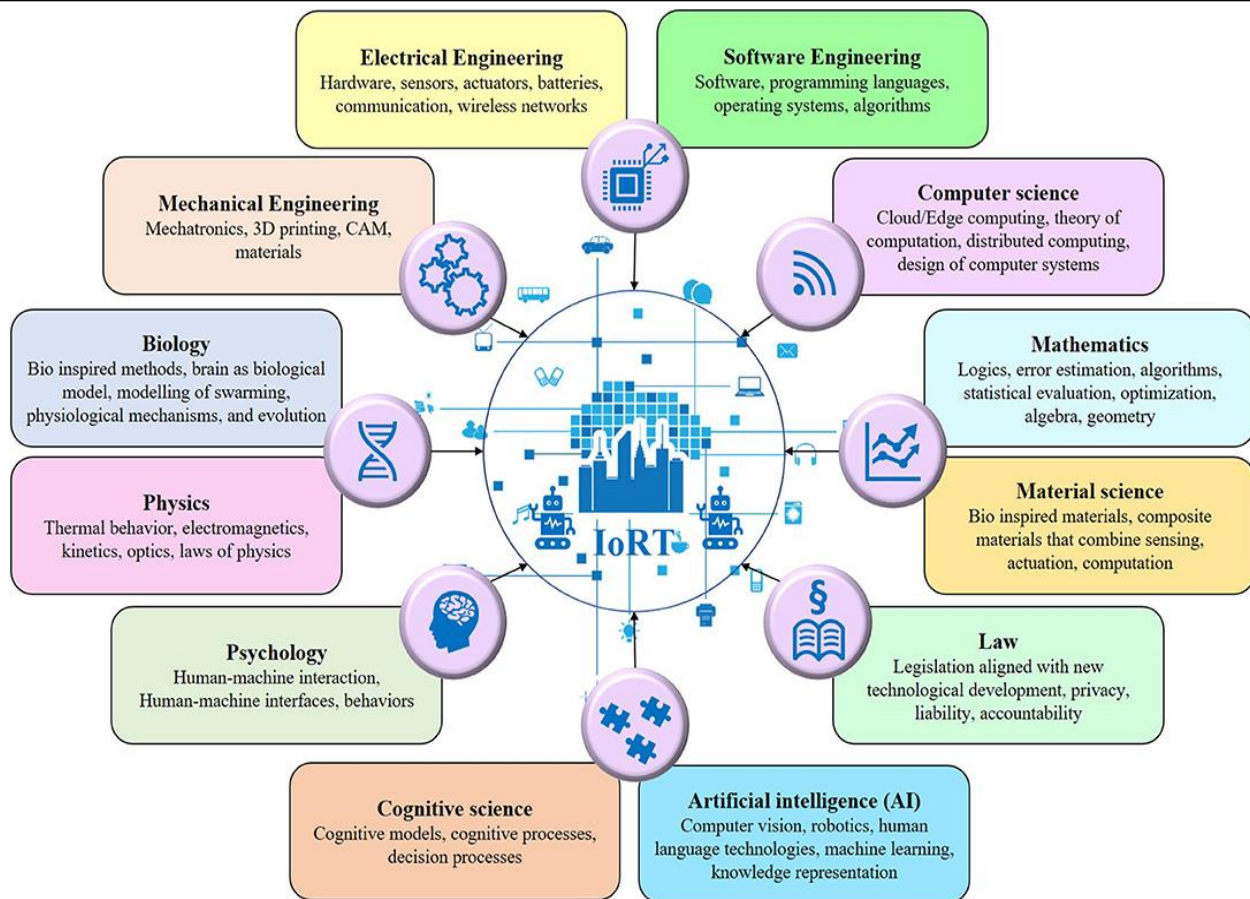 Electrical Engineering
Hardware, sensors, actuators, batteries,
communication, wireless networks
Software Engineering
Software, programming languages,
operating systems, algorithms
Mechanical Engineering
Mechatronics, 3D printing, CAM,
materials
Computer science
Cloud/Edge computing, theory of
computation, distributed computing,
design of computer systems
Biology
Bio inspired methods, brain as biological
model, modelling of swarming,
physiological mechanisms, and evolution
Mathematics
Logics, error estimation, algorithms,
statistical evaluation, optimization,
algebra, geometry
Physics
Thermal behavior, electromagnetics,
kinetics, optics, laws of physics
IoRT
Material science
Bio inspired materials, composite
materials that combine sensing,
actuation, computation
Psychology
Human-machine interaction,
Human-machine interfaces, behaviors
§
Law
Legislation aligned with new
technological development, privacy,
liability, accountability
Cognitive science
Cognitive models, cognitive processes,
decision processes
Artificial intelligence (AI)
Computer vision, robotics, human
language technologies, machine learning,
knowledge representation